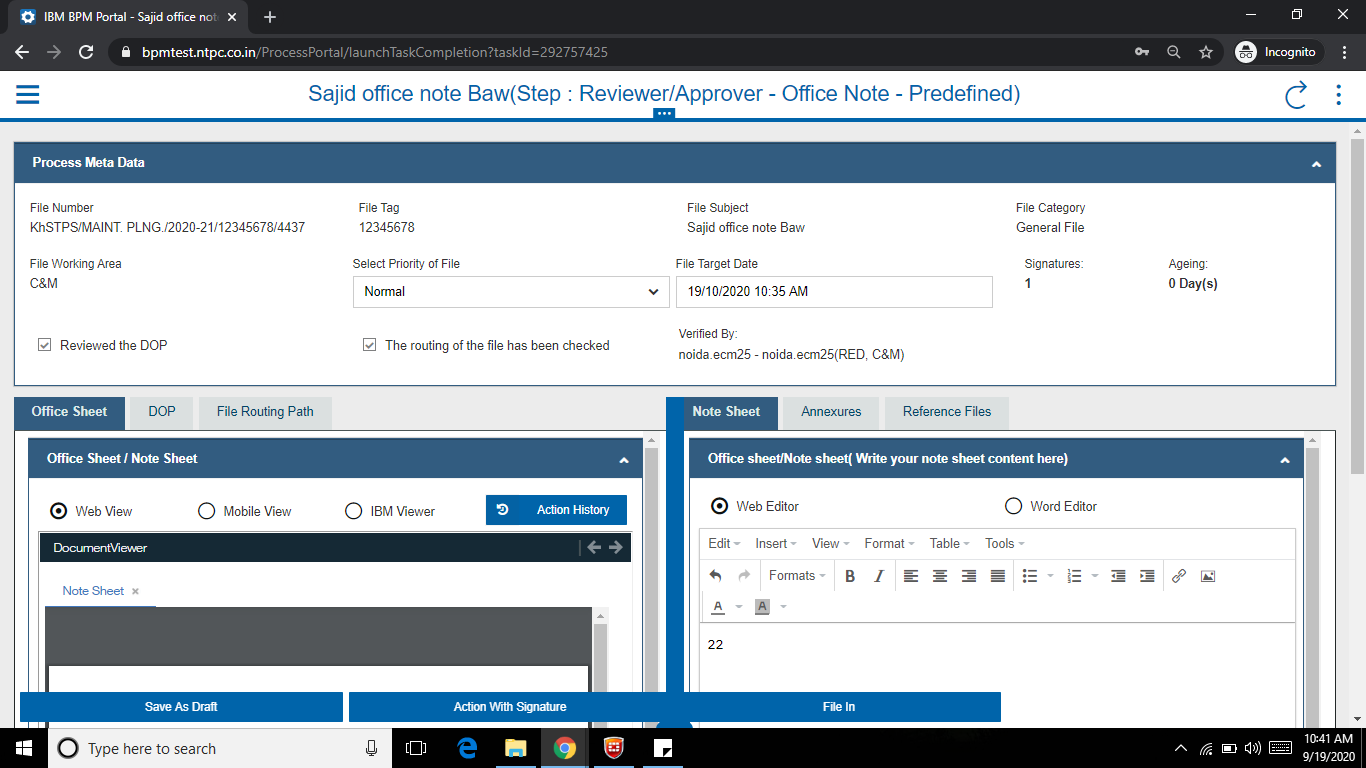 IBM BPM Portal - Sajid office not
bpmtest.ntpc.co.in/ProcessPortal/launchTaskCompletion?taskId=292757425
Incognito
Sajid office note Baw(Step : Reviewer/Approver - Office Note - Predefined)
Process Meta Data
File Number
File Tag
File Subject
File Category
KhSTPS/MAINT. PLNG./2020-21/12345678/4437
12345678
Sajid office note Baw
General File
File Working Area
Select Priority of File
File Target Date
Signatures:
Ageing:
C&M
Normal
19/10/2020 10:35 AM
1
0 Day(s)
Reviewed the DOP
The routing of the file has been checked
Verified By:
noida.ecm25 - noida.ecm25(RED, C&M)
Office Sheet
DOP
File Routing Path
Note Sheet
Annexures
Reference Files
Office Sheet / Note Sheet
Office sheet/Note sheet( Write your note sheet content here)
Web View
Mobile View
IBM Viewer
Action History
Web Editor
Word Editor
DocumentViewer
Edit
Insert
View
Format
Table
Tools
Formats
B
I
Note Sheet
A
A
22
Save As Draft
Action With Signature
File In
Type here to search
10:41 AM
9/19/2020